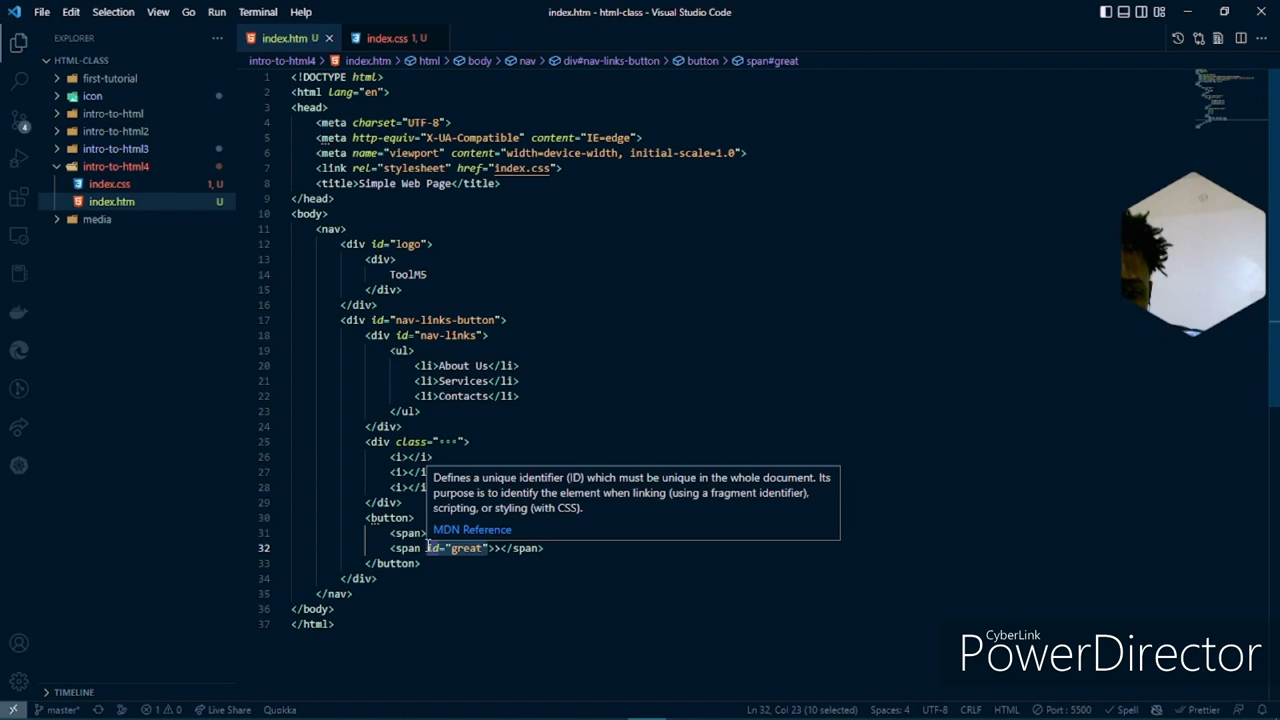 File Edit Selection View Go Run Terminal Help
index.htm - html-class - Visual Studio Code
EXPLORER
index.htm U
index.css 1, U
HTML-CLASS
first-tutorial
icon
intro-to-html
intro-to-html2
intro-to-html3
intro-to-html4
index.css 1, U
index.htm U
media
intro-to-html4 > index.htm > html > body > nav > div#nav-links-button > button > span#great
1 <!DOCTYPE html>
2 <html lang="en">
3 <head>
4 <meta charset="UTF-8">
5 <meta http-equiv="X-UA-Compatible" content="IE=edge">
6 <meta name="viewport" content="width=device-width, initial-scale=1.0">
7 <link rel="stylesheet" href="index.css">
8 <title>Simple Web Page</title>
9 </head>
10 <body>
11 <nav>
12 <div id="logo">
13 <div>
14 ToolM5
15 </div>
16 </div>
17 <div id="nav-links-button">
18 <div id="nav-links">
19 <ul>
20 <li>About Us</li>
21 <li>Services</li>
22 <li>Contacts</li>
23 </ul>
24 </div>
25 <div class="•••">
26 <i></i>
27 <i></i
28 <i></i
29 </div>
30 <button>
31 <span>
32 <span id="great">></span>
33 </button>
34 </div>
35 </nav>
36 </body>
37 </html>
Defines a unique identifier (ID) which must be unique in the whole document. Its
purpose is to identify the element when linking (using a fragment identifier),
scripting, or styling (with CSS).
MDN Reference
4
CyberLink
PowerDirector
TIMELINE
master* 1 0 Live Share Quokka
Ln 32, Col 23 (10 selected) Spaces: 4 UTF-8 CRLF HTML Port : 5500 Spell Prettier